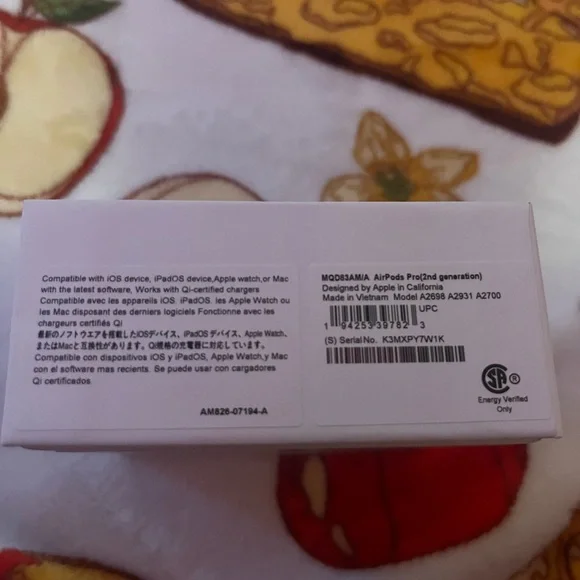 Compatible with iOS device, iPadOS device,Apple watch,or Mac
with the latest software, Works with Qi-certified chargers
Compatible avec les appareils iOS. iPadOS. les Apple Watch ou
les Mac disposant des derniers logiciels Fonctionne avec les
chargeurs certifiés Qi
最新のソフトウエアを搭載したiOSデバイス、iPadOS デバイス、Apple Watch、
またはMacと互換性があります。Qi規格の充電器に対応しています。
Compatible con dispositivos iOS y iPadOS, Apple Watch,y Mac
con el software mas recients. Se puede usar con cargadores
Qi certificados.
AM826-07194-A
MQD83AM/A AirPods Pro(2nd generation)
Designed by Apple in California
Made in Vietnam Model A2698 A2931 A2700
UPC
1 94253 39782 3
(S) Serial No. K3MXPY7W1K
SA®
Energy Verified
Only